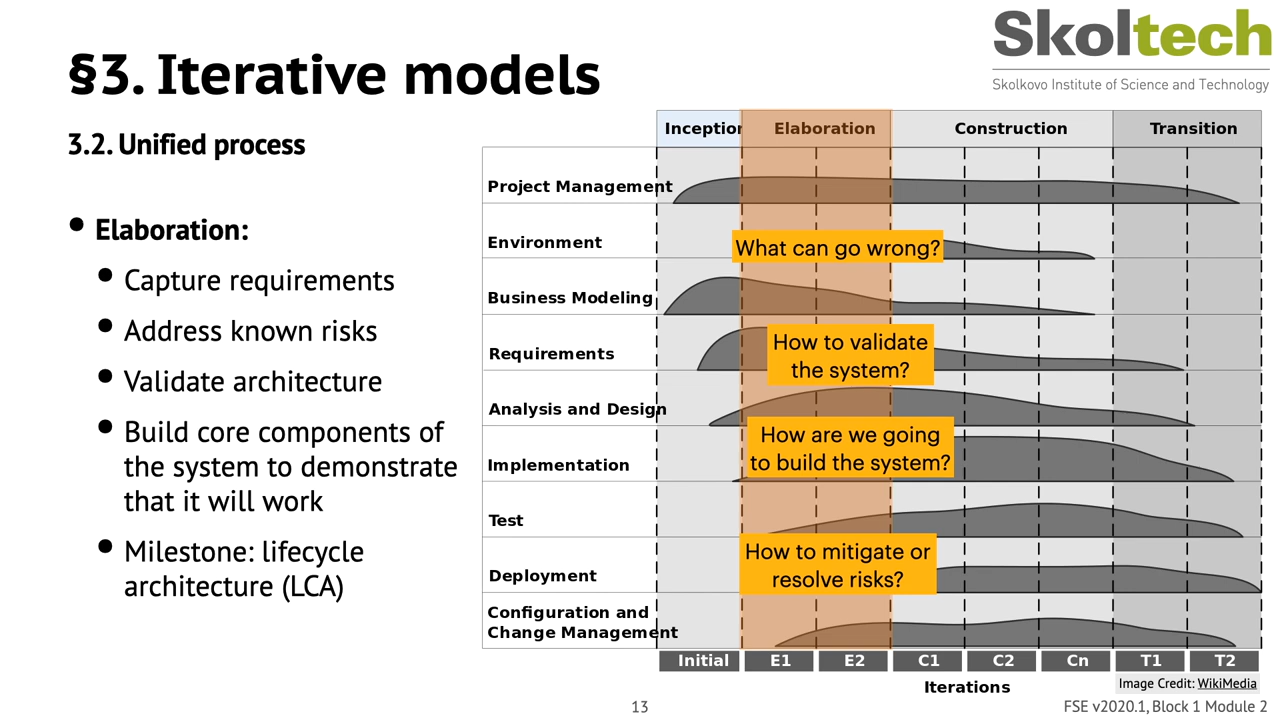 Skoltech
Skolkovo Institute of Science and Technology
§3. Iterative models
3.2. Unified process
Elaboration:
Capture requirements
Address known risks
Validate architecture
Build core components of
the system to demonstrate
that it will work
Milestone: lifecycle
architecture (LCA)
Inception
Elaboration
Construction
Transition
Project Management
Environment
What can go wrong?
Business Modeling
Requirements
How to validate
the system?
Analysis and Design
Implementation
How are we going
to build the system?
Test
Deployment
How to mitigate or
resolve risks?
Configuration and
Change Management
Initial
E1
E2
C1
C2
Cn
T1
T2
Iterations
Image Credit: WikiMedia
13
FSE v2020.1, Block 1 Module 2